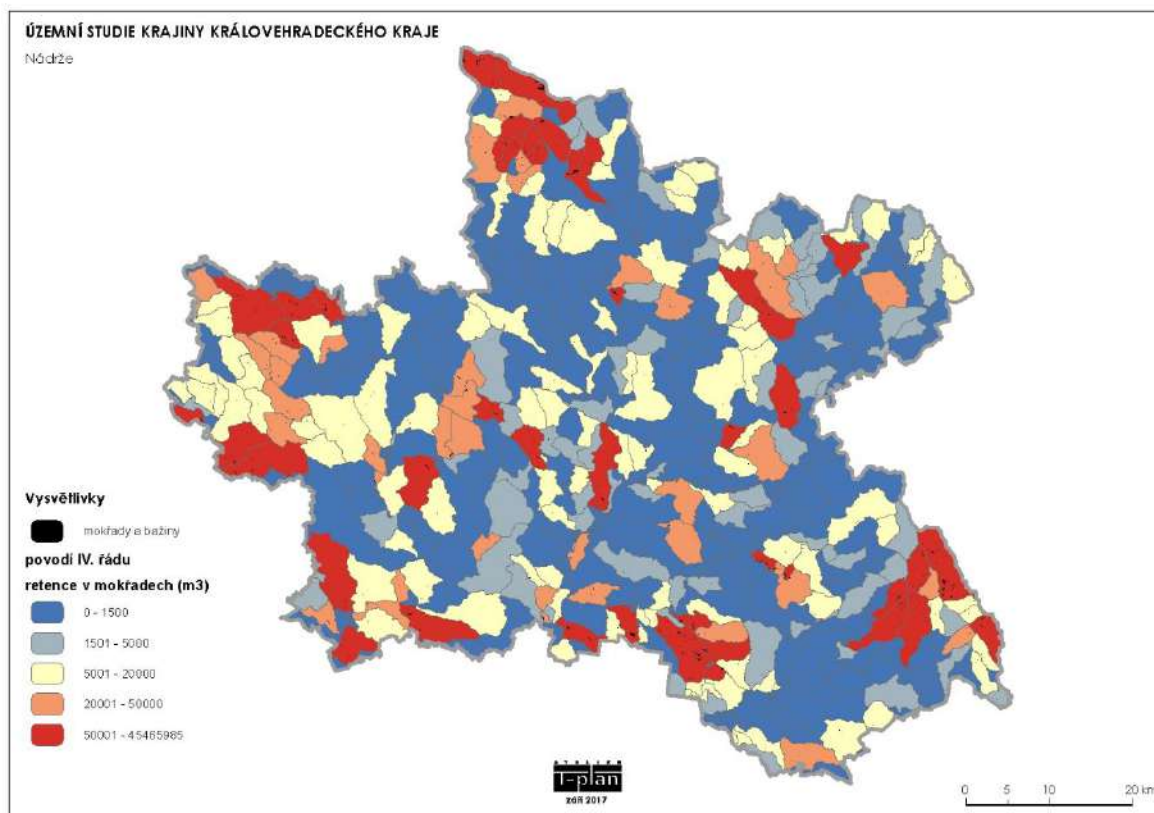 ÚZEMNÍ STUDIE KRAJINY KRÁLOVEHRADECKÉHO KRAJE
Nádrže
Vysvětlivky
mokřady a bažiny
povodí IV. řádu
retence v mokřadech (m3)
0 - 1500
1501 - 5000
5001 - 20000
20001 - 50000
50001 - 45465985
ATELIER
T-plan
září 2017
0 5 10 20 km